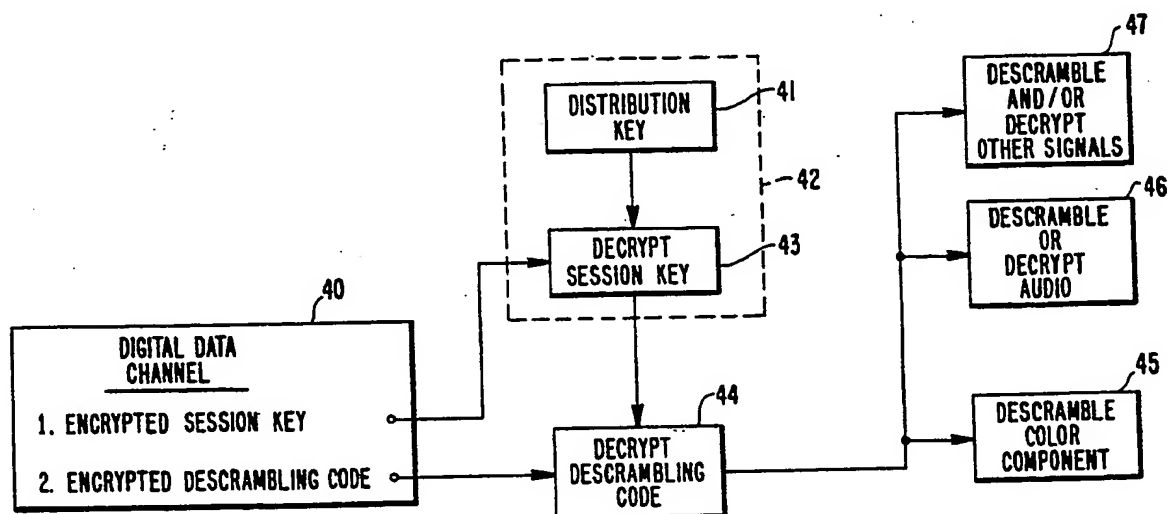 47
DESCRAMBLE
AND/OR
DECRYPT
OTHER SIGNALS
41
DISTRIBUTION
KEY
42
46
DESCRAMBLE
OR
DECRYPT
AUDIO
43
DECRYPT
SESSION KEY
40
DIGITAL DATA
CHANNEL
1. ENCRYPTED SESSION KEY
2. ENCRYPTED DESCRAMBLING CODE
44
DECRYPT
DESCRAMBLING
CODE
45
DESCRAMBLE
COLOR
COMPONENT